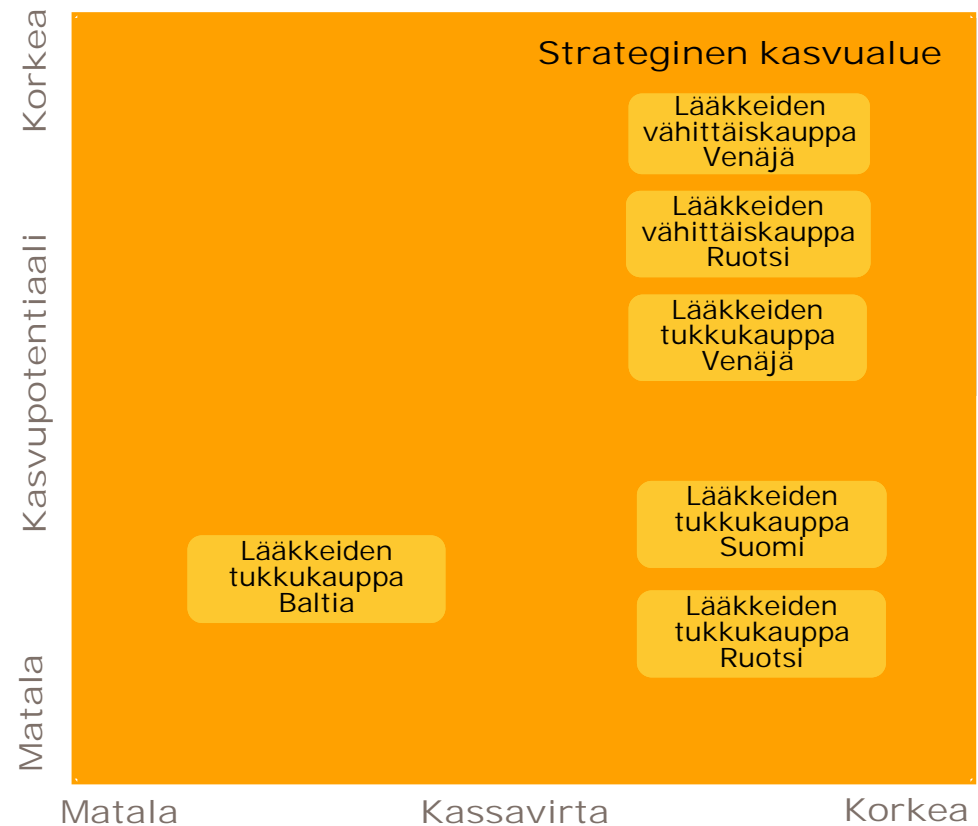 Korkea
Kasvupotentiaali
Matala
Strateginen kasvualue
Lääkkeiden
vähittäiskauppa
Venäjä
Lääkkeiden
vähittäiskauppa
Ruotsi
Lääkkeiden
tukkukauppa
Venäjä
Lääkkeiden
tukkukauppa
Suomi
Lääkkeiden
tukkukauppa
Baltia
Lääkkeiden
tukkukauppa
Ruotsi
Matala
Kassavirta
Korkea